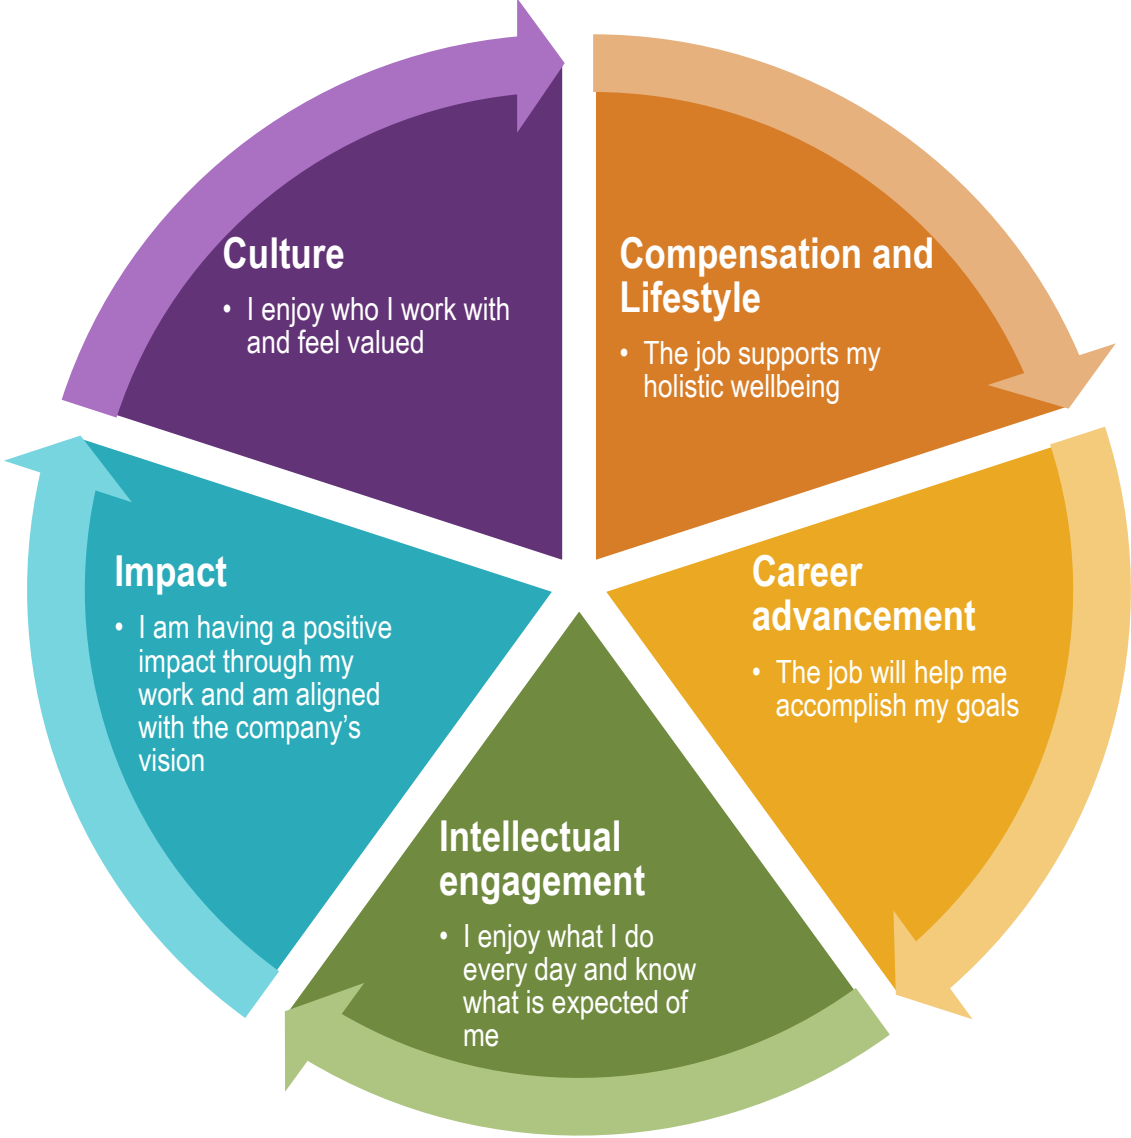 Culture
• I enjoy who I work with
and feel valued
Compensation and
Lifestyle
• The job supports my
holistic wellbeing
Career
advancement
• The job will help me
accomplish my goals
Intellectual
engagement
• I enjoy what I do
every day and know
what is expected of
me
Impact
• I am having a positive
impact through my
work and am aligned
with the company’s
vision